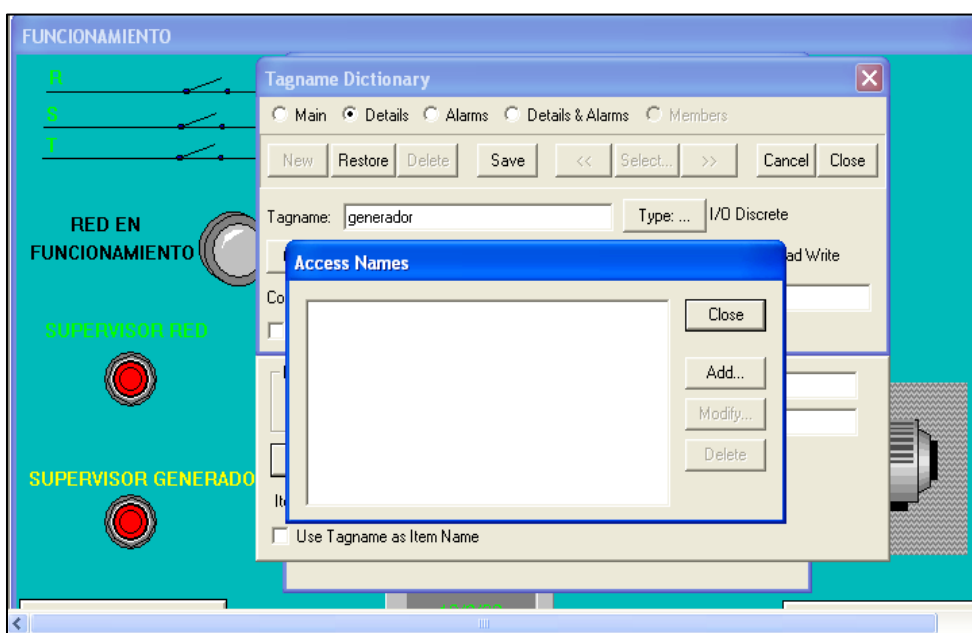 FUNCIONAMIENTO
R
S
T
RED EN
FUNCIONAMIENTO
SUPERVISOR RED
SUPERVISOR GENERADO
Tagname Dictionary
Main Details Alarms Details & Alarms Members
New Restore Delete Save << Select... >> Cancel Close
Tagname: generador Type: ... I/O Discrete
ad Write
Co
Access Names
Close
Add...
Modify...
Delete
Ite
Use Tagname as Item Name